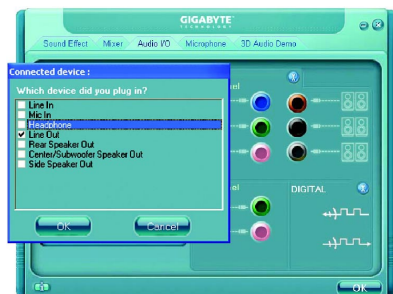 GIGABYTE
TECHNOLOGY
Sound Effect Mixer Audio I/O Microphone 3D Audio Demo
Connected device :
Which device did you plug in?
Line In
Mic In
Headphone
Line Out
Rear Speaker Out
Center/Subwoofer Speaker Out
Side Speaker Out
OK Cancel
DIGITAL
OK